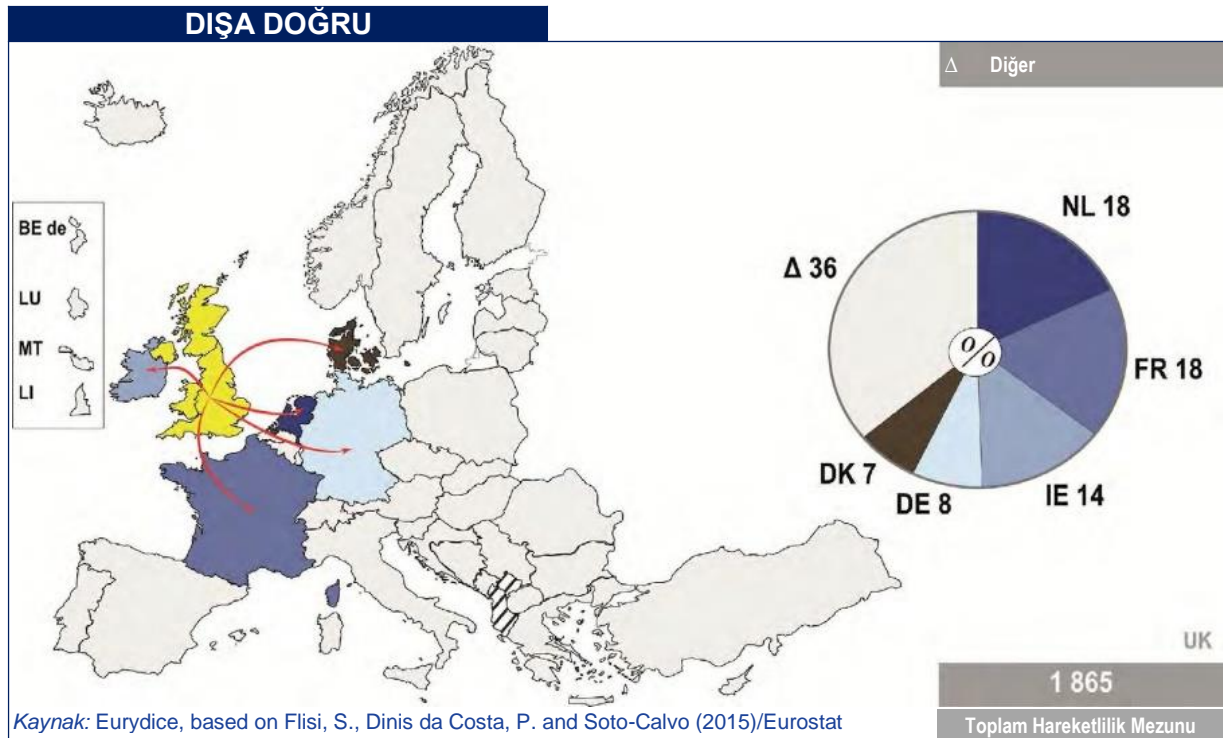 DIŞA DOĞRU
Δ Diğer
BE de
LU
MT
LI
NL 18
Δ 36
FR 18
DK 7
DE 8
IE 14
%
UK
1 865
Toplam Hareketlilik Mezunu
Kaynak: Eurydice, based on Flisi, S., Dinis da Costa, P. and Soto-Calvo (2015)/Eurostat